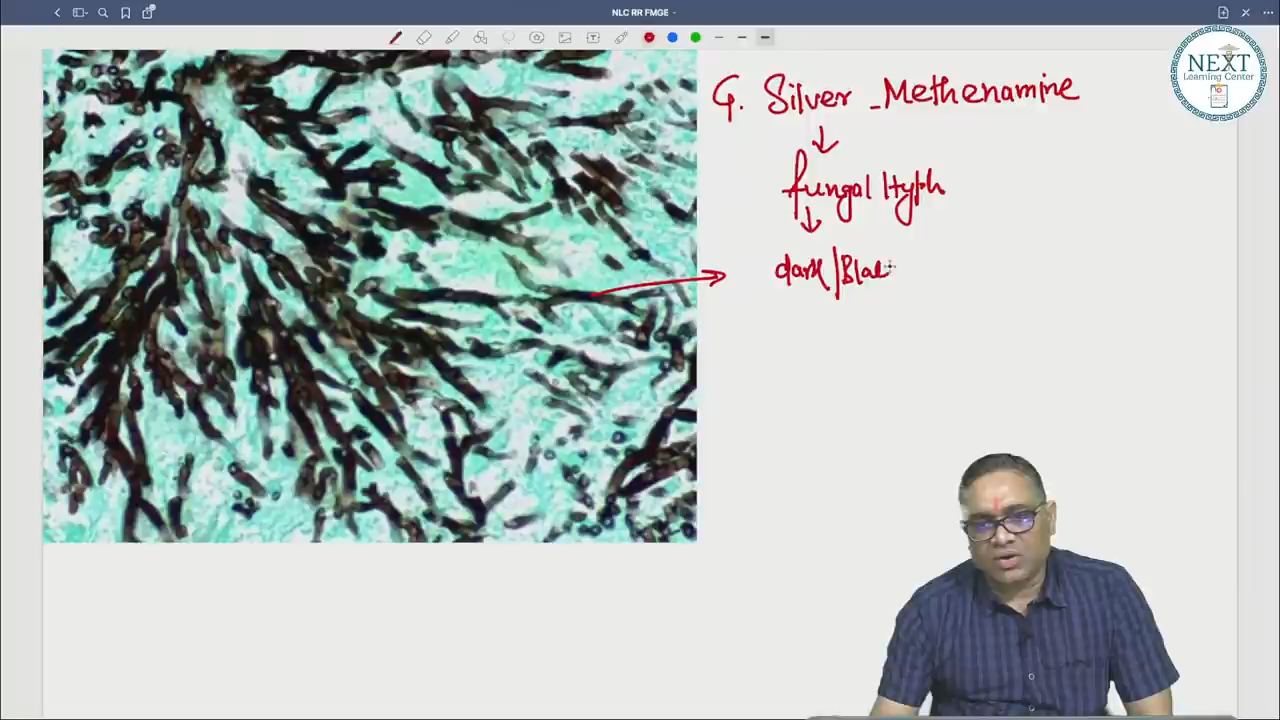 NLC RR FMGE
NEXT
Learning Center
G. Silver -Methenamine
fungal Hyph
dark/Blac